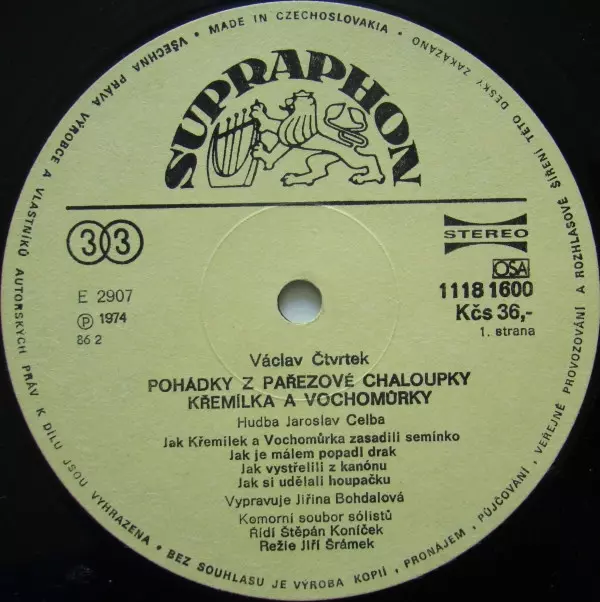 SUPRAPHON
33
STEREO
OSA
E 2907
1118 1600
Ⓟ 1974
Kčs 36,-
86 2
1. strana
Václav Čtvrtek
POHÁDKY Z PAŘEZOVÉ CHALOUPKY
KŘEMÍLKA A VOCHOMŮRKY
Hudba Jaroslav Celba
Jak Křemílek a Vochomůrka zasadili semínko
Jak je málem popadl drak
Jak vystřelili z kanónu
Jak si udělali houpačku
Vypravuje Jiřina Bohdalová
Komorní soubor sólistů
Řídí Štěpán Koníček
Režie Jiří Šrámek
• MADE IN CZECHOSLOVAKIA • VŠECHNA PRÁVA VÝROBCE A VLASTNÍKŮ AUTORSKÝCH PRÁV K DÍLU JSOU VYHRAZENA • BEZ SOUHLASU JE VÝROBA KOPIÍ, PRONÁJEM, PŮJČOVÁNÍ, VEŘEJNÉ PROVOZOVÁNÍ A ROZHLASOVÉ ŠÍŘENÍ TÉTO DESKY ZAKÁZÁNO